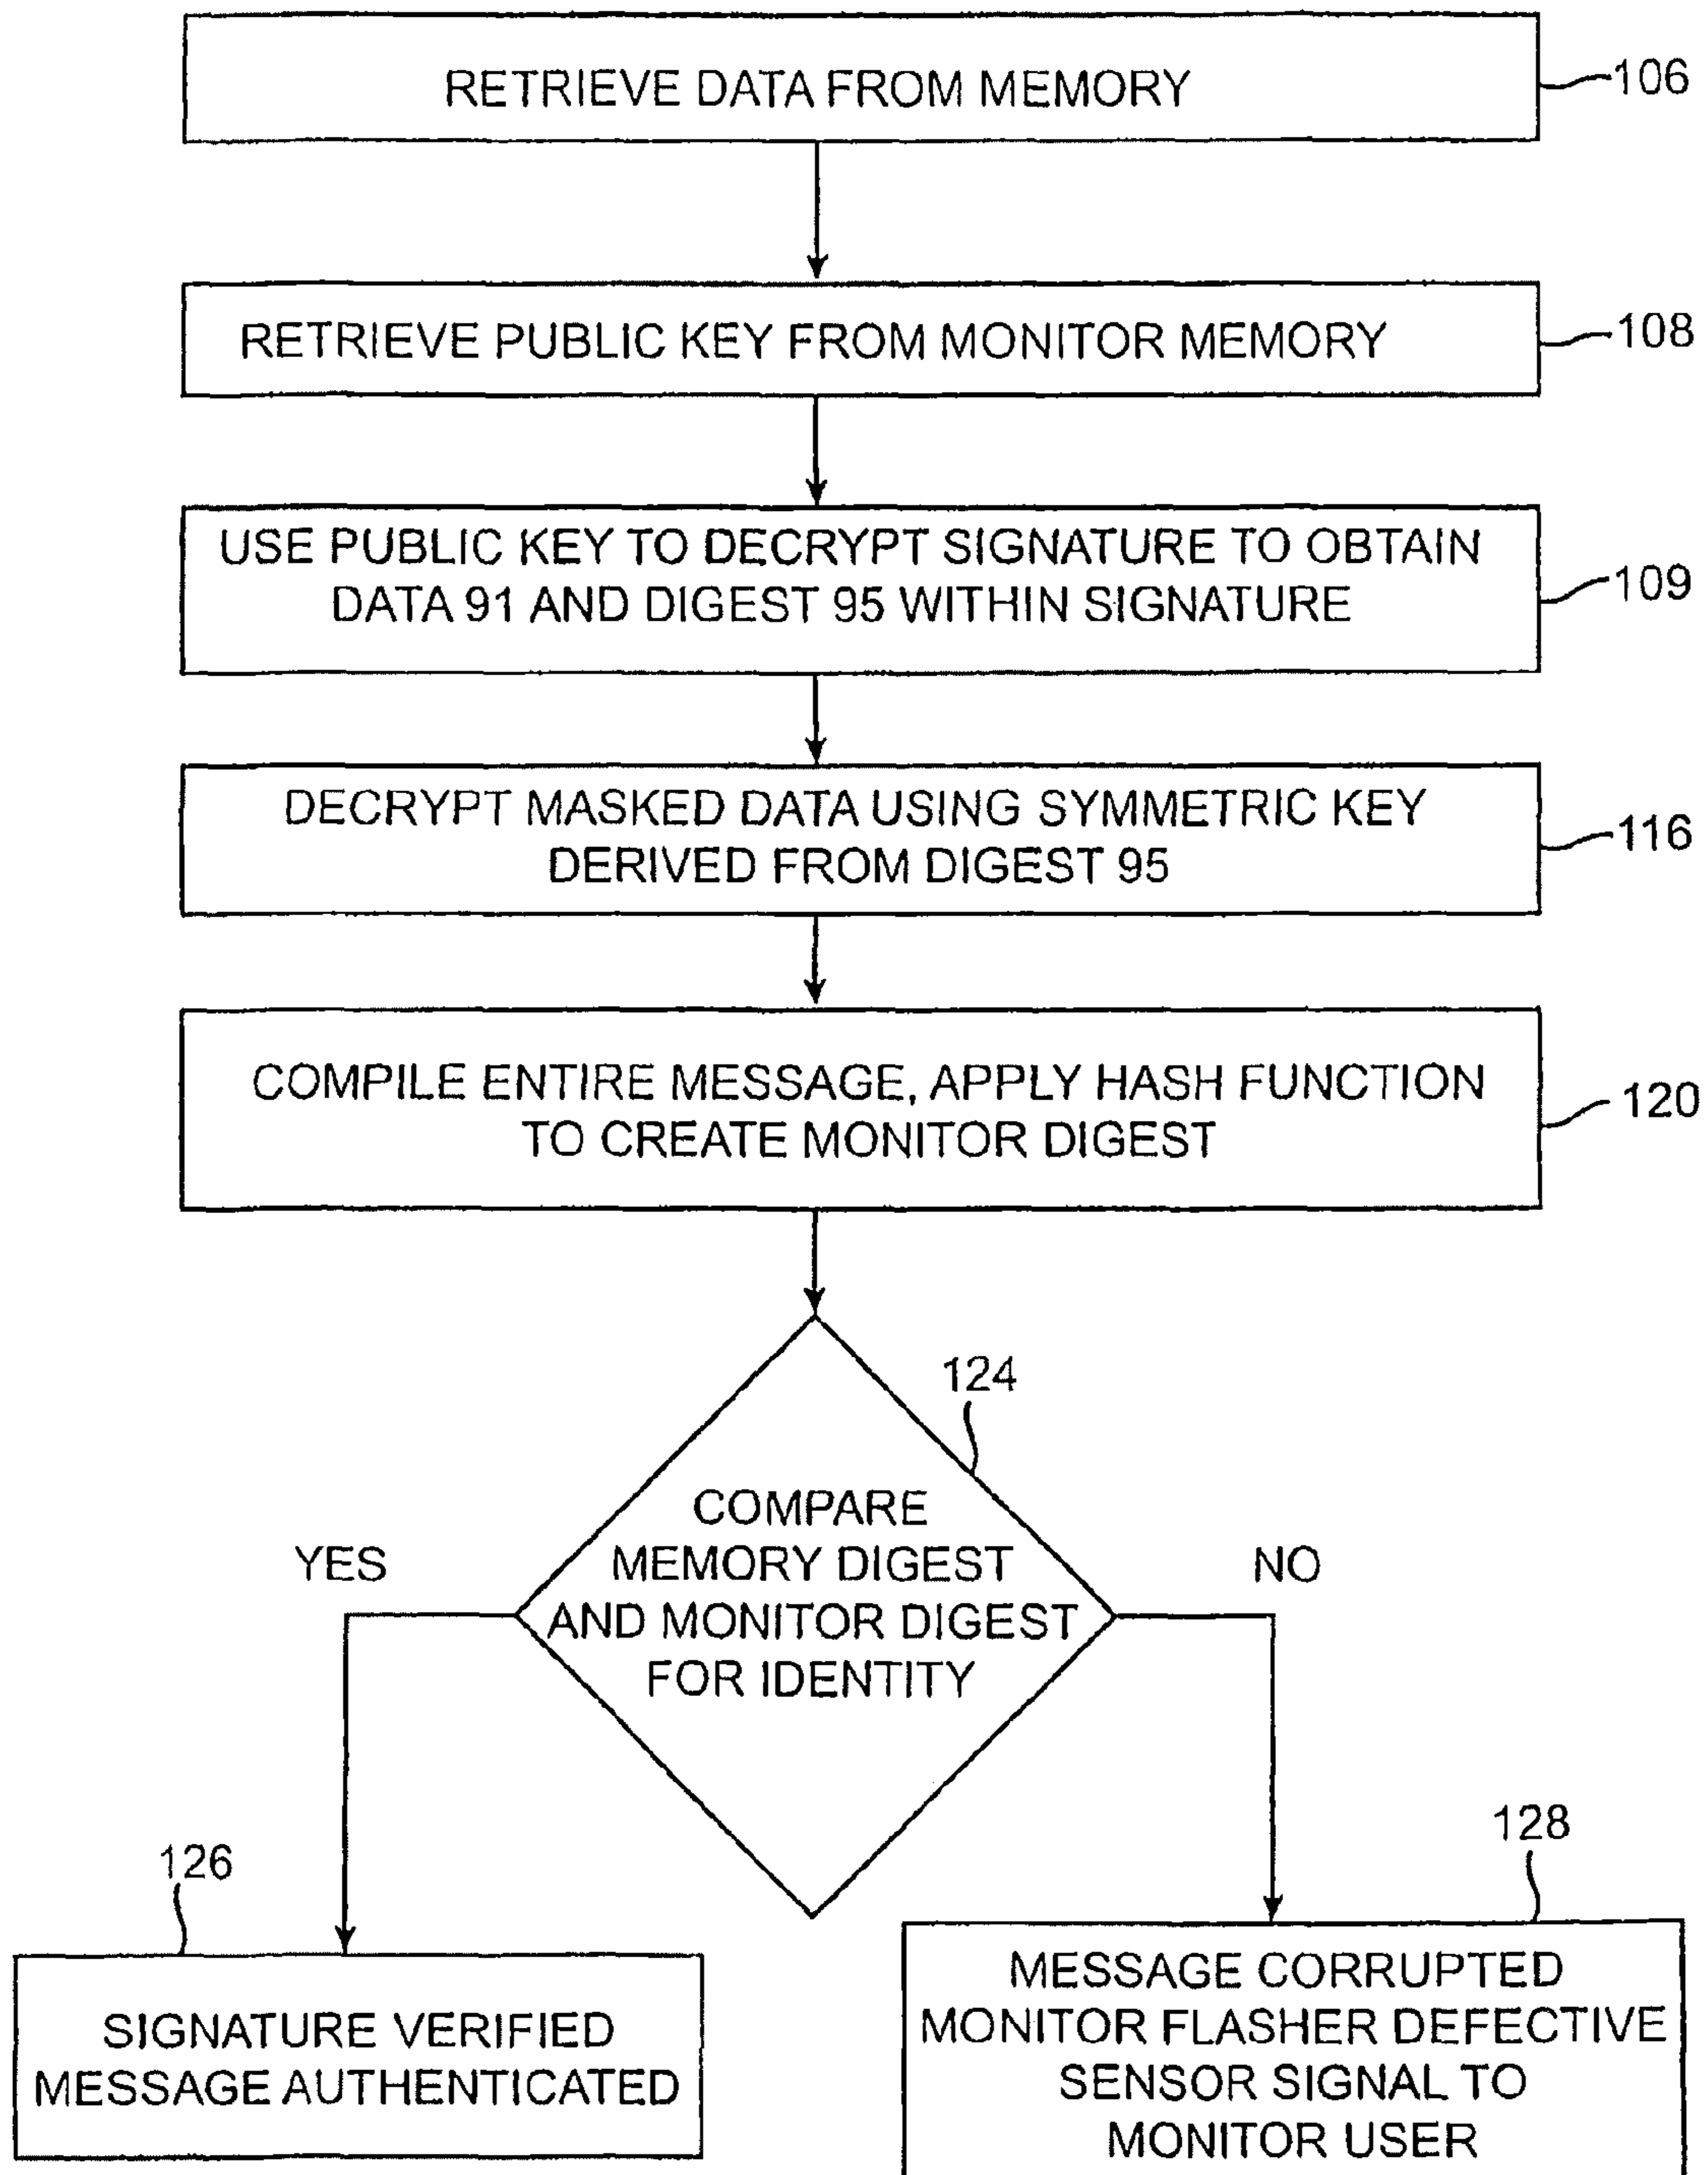 RETRIEVE DATA FROM MEMORY
106
RETRIEVE PUBLIC KEY FROM MONITOR MEMORY
108
USE PUBLIC KEY TO DECRYPT SIGNATURE TO OBTAIN
DATA 91 AND DIGEST 95 WITHIN SIGNATURE
109
DECRYPT MASKED DATA USING SYMMETRIC KEY
DERIVED FROM DIGEST 95
116
COMPILE ENTIRE MESSAGE, APPLY HASH FUNCTION
TO CREATE MONITOR DIGEST
120
124
COMPARE
MEMORY DIGEST
AND MONITOR DIGEST
FOR IDENTITY
YES
NO
126
SIGNATURE VERIFIED
MESSAGE AUTHENTICATED
128
MESSAGE CORRUPTED
MONITOR FLASHER DEFECTIVE
SENSOR SIGNAL TO
MONITOR USER